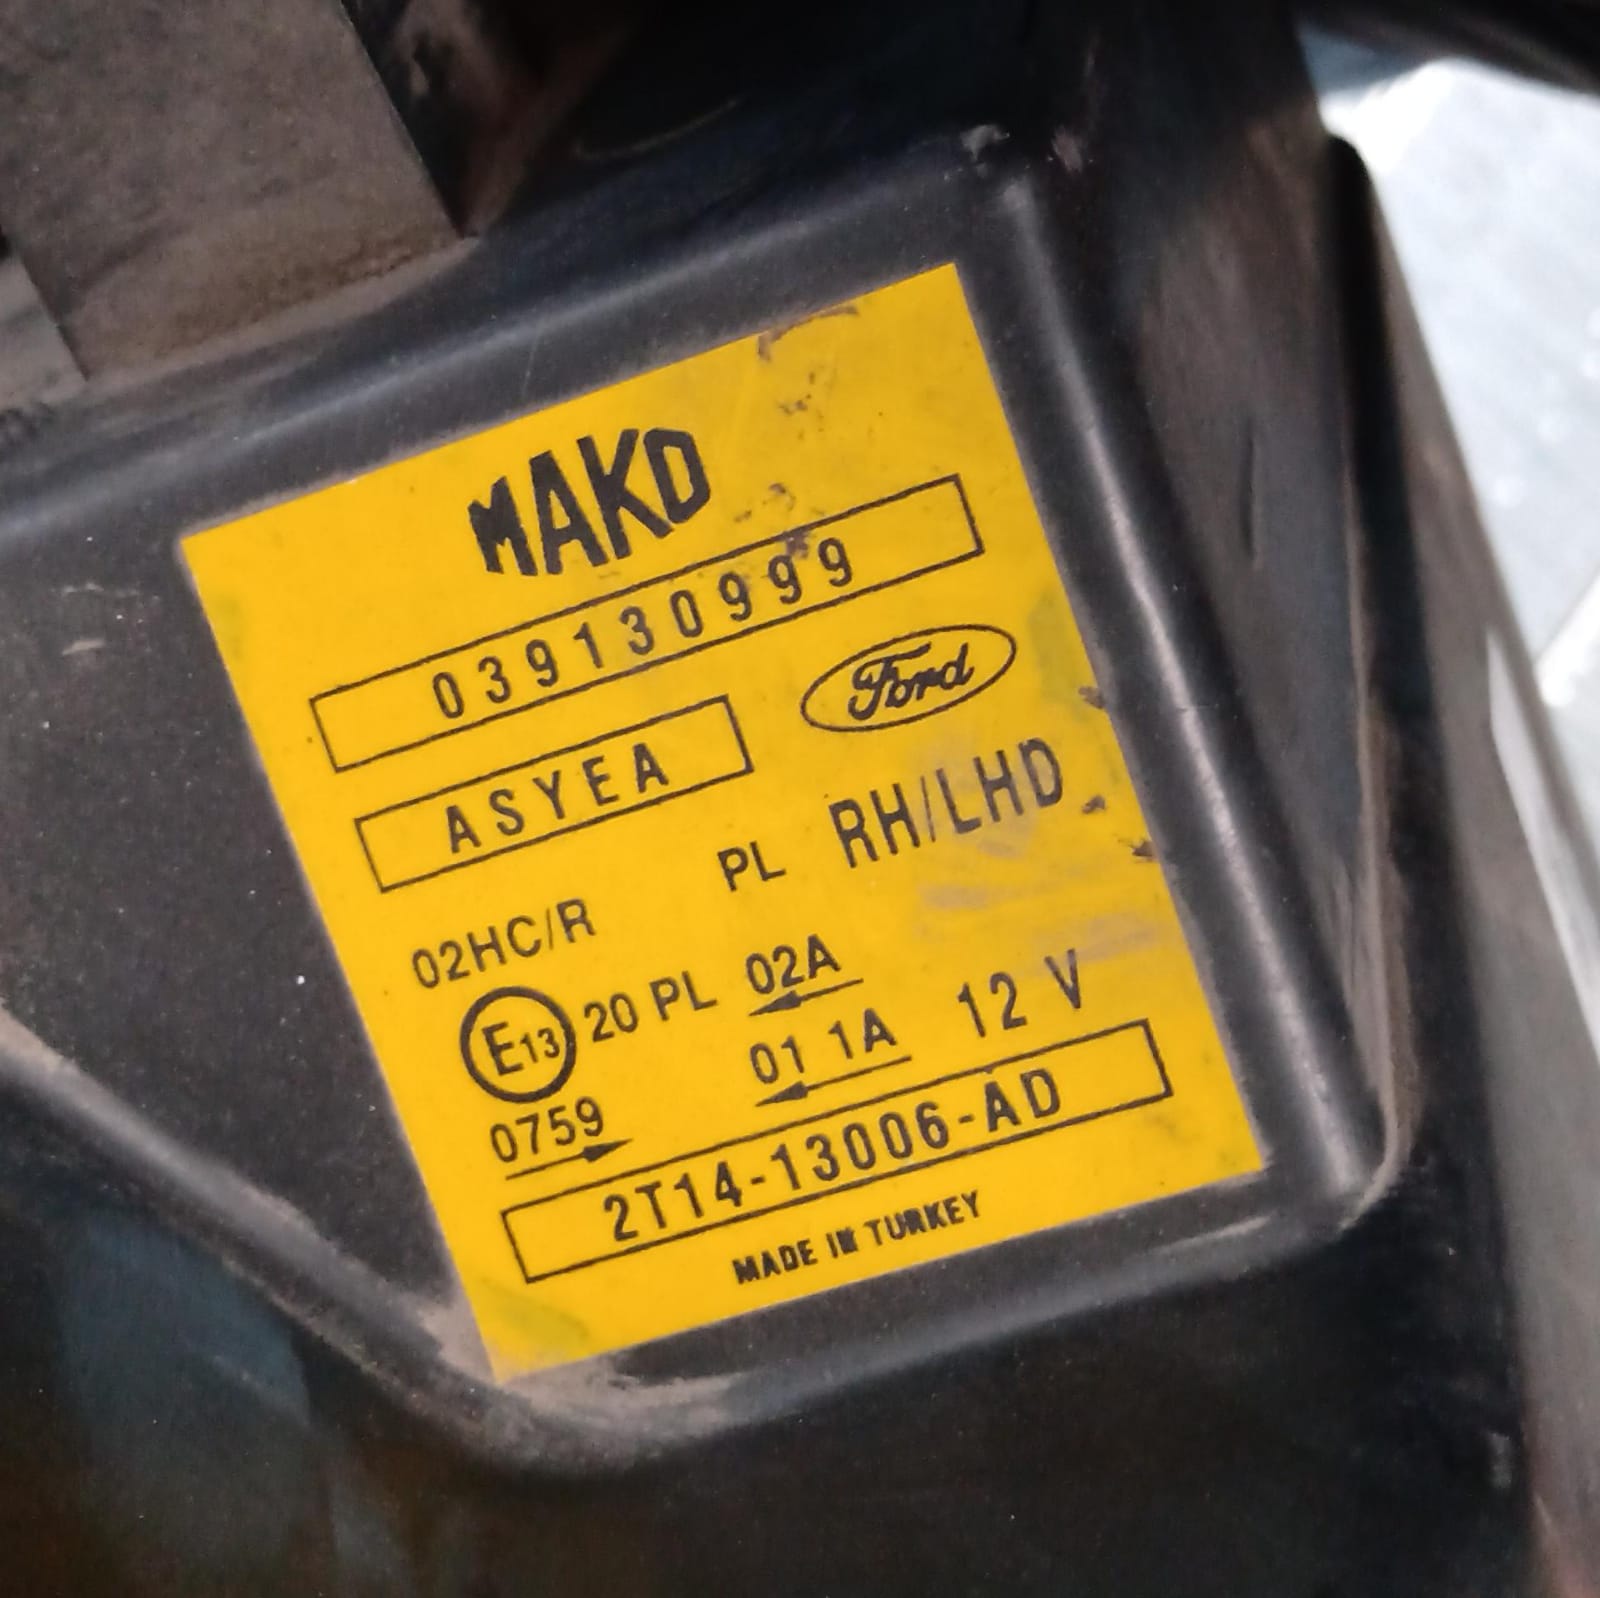 MAKO
039130999
Ford
ASYEA
PL RH/LHD
02HC/R
E13 20 PL 02A
01 1A 12 V
0759
2T14-13006-AD
MADE IN TURKEY